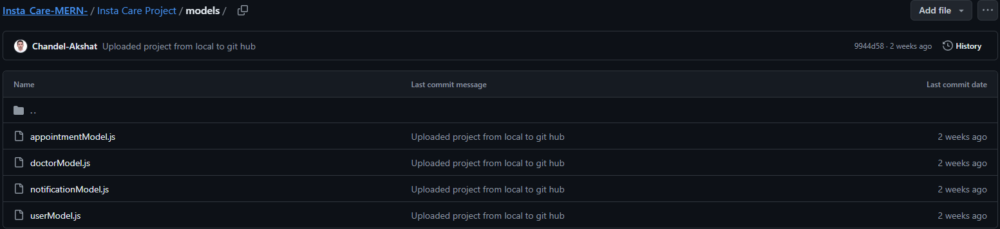 Insta_Care-MERN- / Insta Care Project / models /
Add file
Chandel-Akshat Uploaded project from local to git hub
9944d58 · 2 weeks ago
History
Name Last commit message Last commit date
..
appointmentModel.js Uploaded project from local to git hub 2 weeks ago
doctorModel.js Uploaded project from local to git hub 2 weeks ago
notificationModel.js Uploaded project from local to git hub 2 weeks ago
userModel.js Uploaded project from local to git hub 2 weeks ago